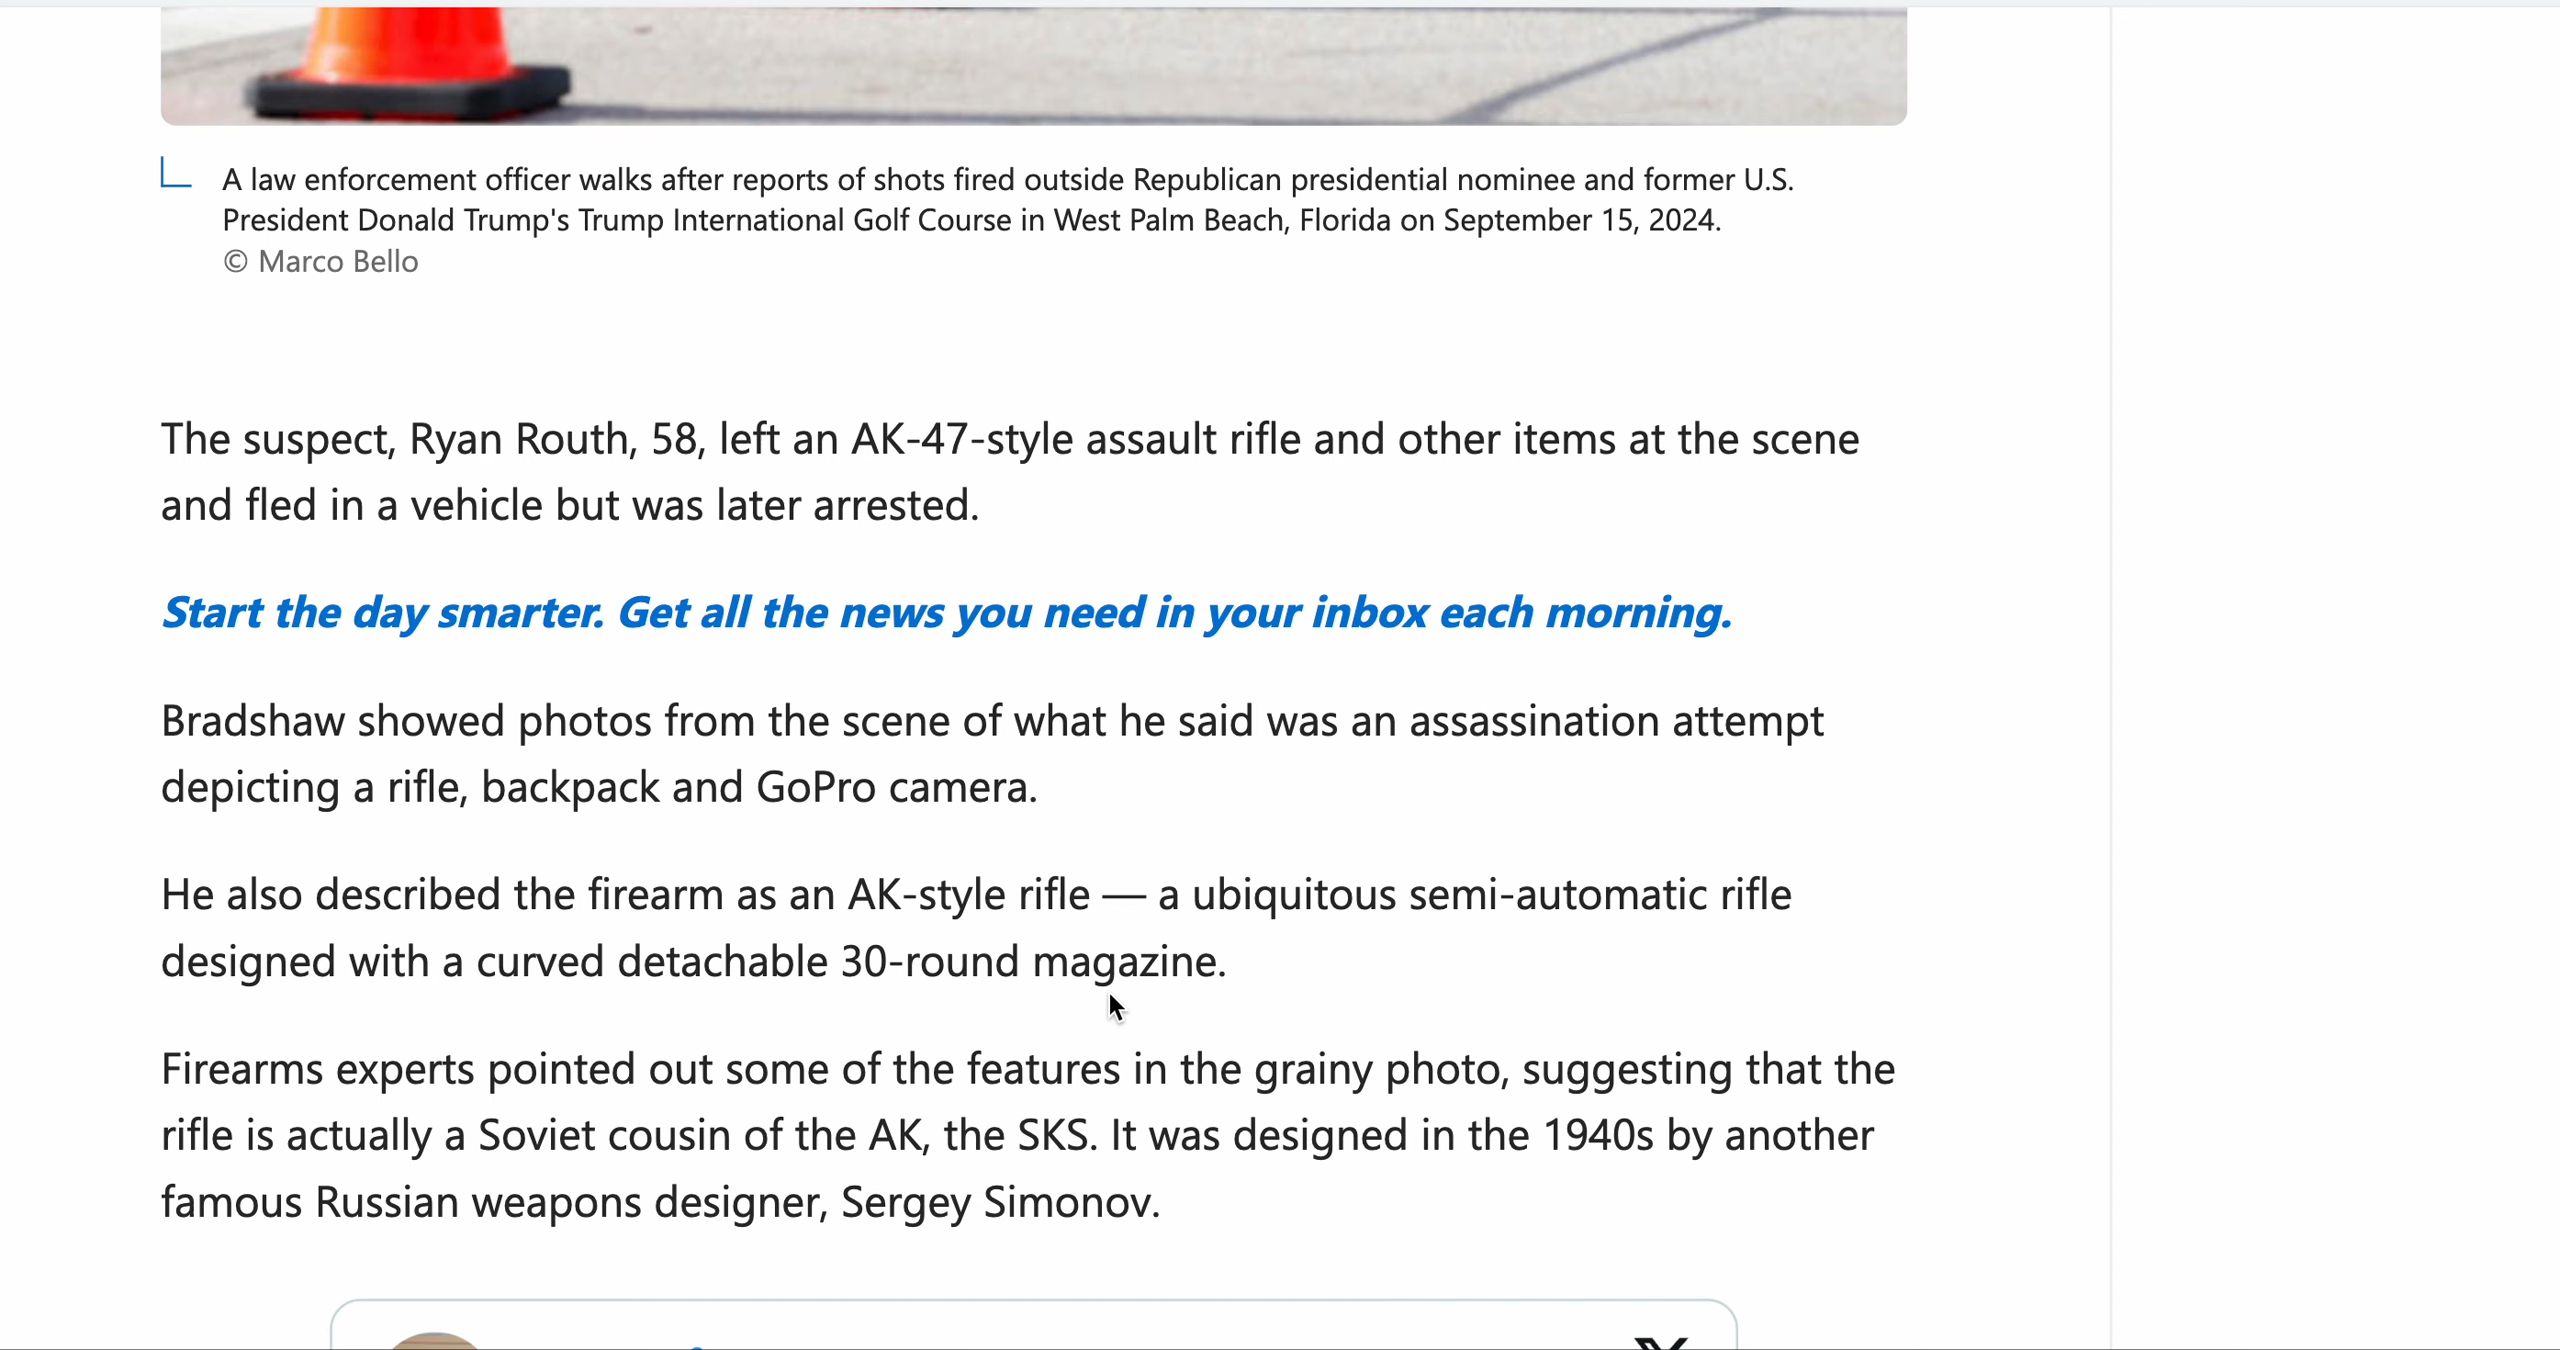 A law enforcement officer walks after reports of shots fired outside Republican presidential nominee and former U.S.
President Donald Trump's Trump International Golf Course in West Palm Beach, Florida on September 15, 2024.
© Marco Bello
The suspect, Ryan Routh, 58, left an AK-47-style assault rifle and other items at the scene
and fled in a vehicle but was later arrested.
Start the day smarter. Get all the news you need in your inbox each morning.
Bradshaw showed photos from the scene of what he said was an assassination attempt
depicting a rifle, backpack and GoPro camera.
He also described the firearm as an AK-style rifle — a ubiquitous semi-automatic rifle
designed with a curved detachable 30-round magazine.
Firearms experts pointed out some of the features in the grainy photo, suggesting that the
rifle is actually a Soviet cousin of the AK, the SKS. It was designed in the 1940s by another
famous Russian weapons designer, Sergey Simonov.